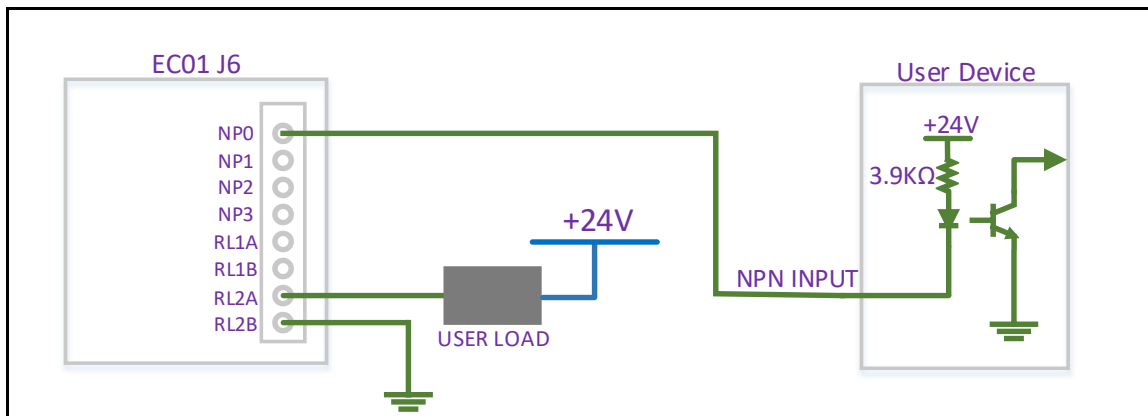 EC01 J6
NP0
NP1
NP2
NP3
RL1A
RL1B
RL2A
RL2B
+24V
USER LOAD
NPN INPUT
User Device
+24V
3.9KΩ